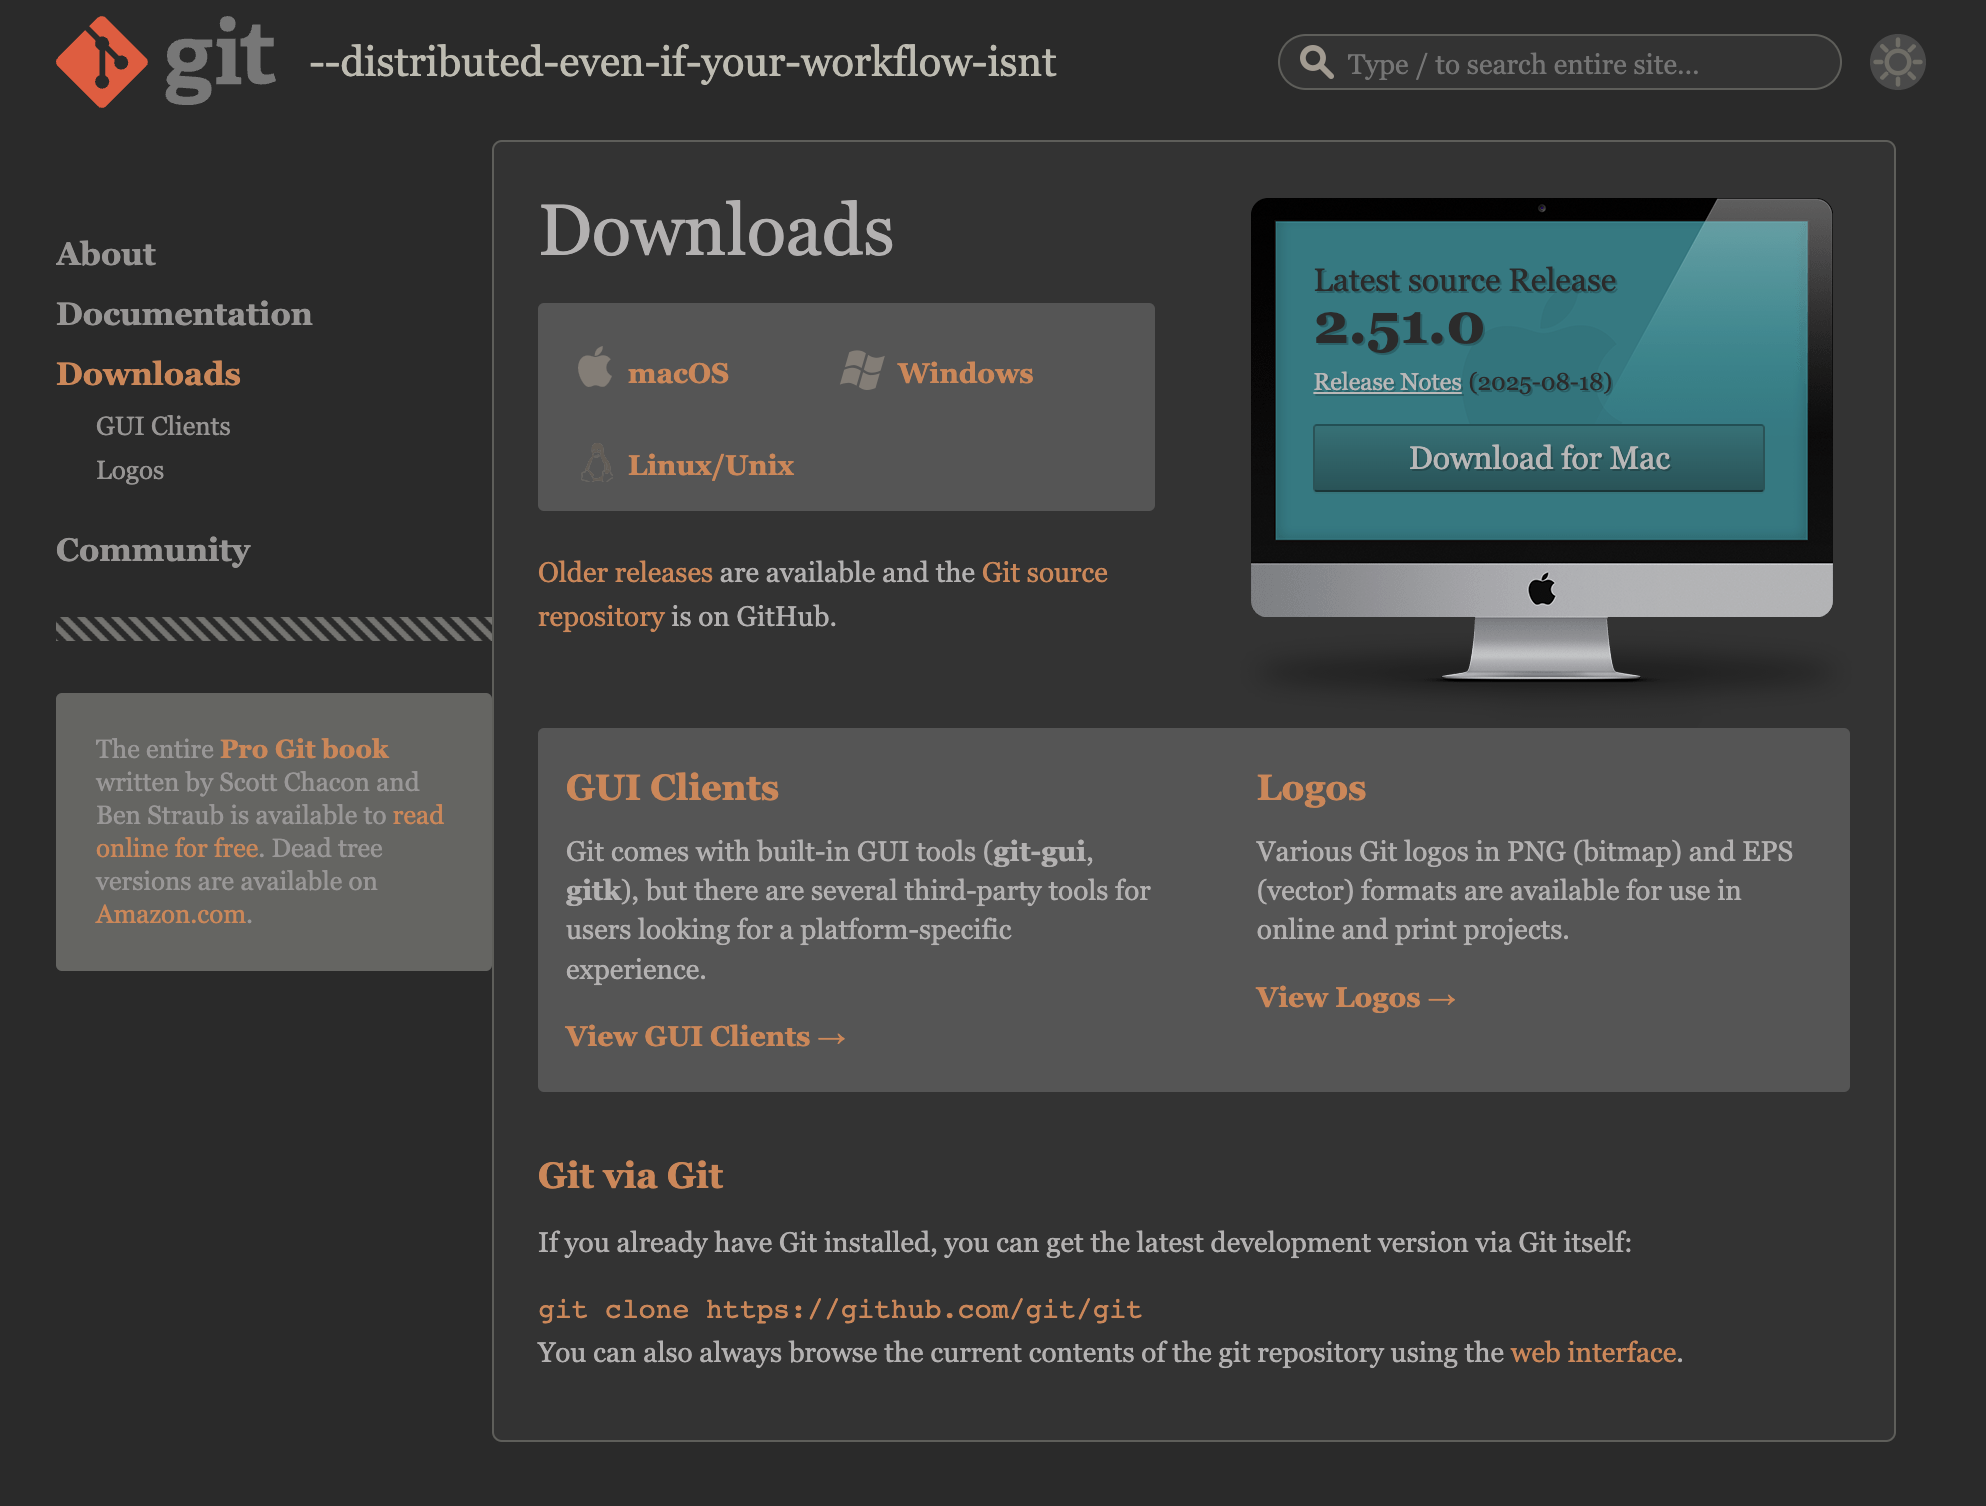 git --distributed-even-if-your-workflow-isnt
Type / to search entire site...
About
Documentation
Downloads
GUI Clients
Logos
Community
The entire Pro Git book
written by Scott Chacon and
Ben Straub is available to read
online for free. Dead tree
versions are available on
Amazon.com.
Downloads
macOS
Windows
Linux/Unix
Older releases are available and the Git source
repository is on GitHub.
Latest source Release
2.51.0
Release Notes (2025-08-18)
Download for Mac
GUI Clients
Git comes with built-in GUI tools (git-gui,
gitk), but there are several third-party tools for
users looking for a platform-specific
experience.
View GUI Clients →
Logos
Various Git logos in PNG (bitmap) and EPS
(vector) formats are available for use in
online and print projects.
View Logos →
Git via Git
If you already have Git installed, you can get the latest development version via Git itself:
git clone https://github.com/git/git
You can also always browse the current contents of the git repository using the web interface.